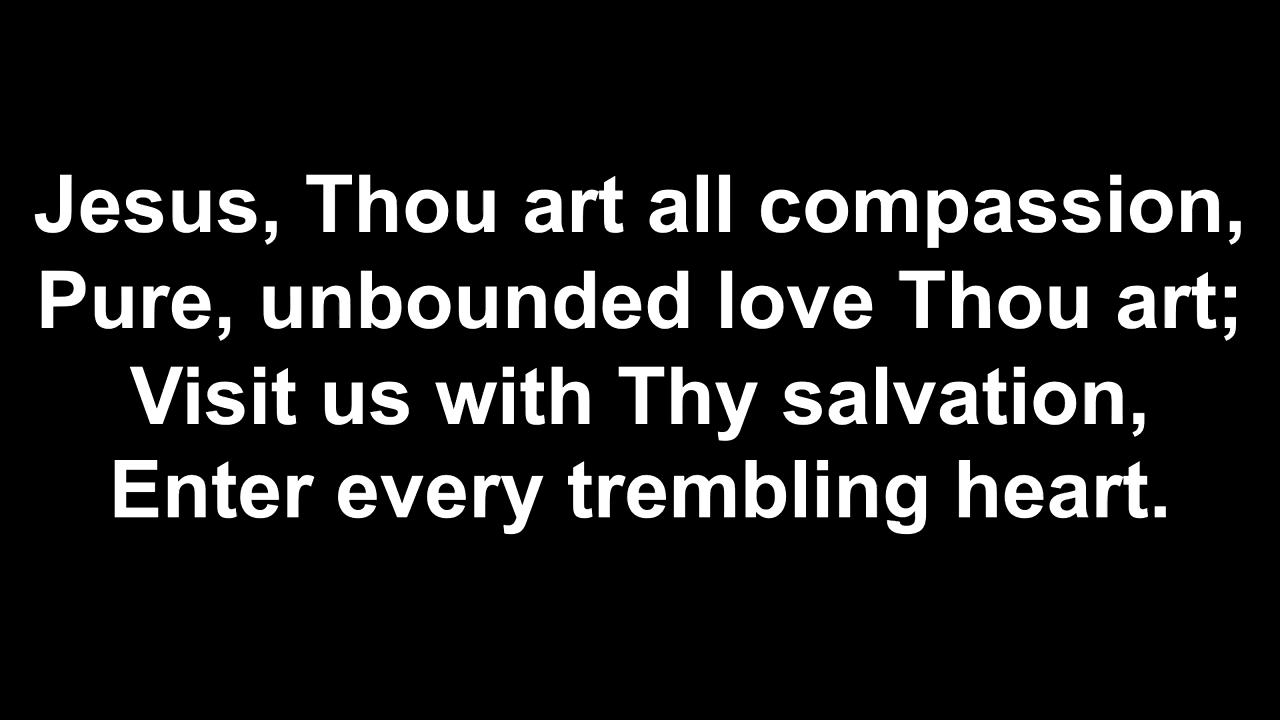 Jesus, Thou art all compassion,
Pure, unbounded love Thou art;
Visit us with Thy salvation,
Enter every trembling heart.